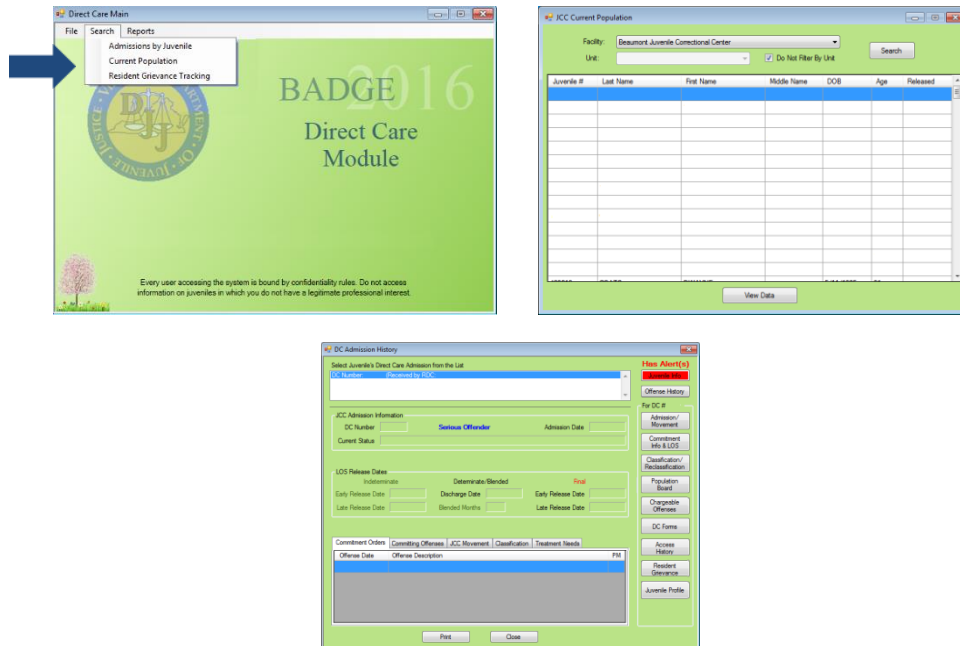 Direct Care Main
File Search Reports
Admissions by Juvenile
Current Population
Resident Grievance Tracking
BADGE 2016
Direct Care
Module
Every user accessing the system is bound by confidentiality rules. Do not access
information on juveniles in which you do not have a legitimate professional interest.
JCC Current Population
Facility: Beaumont Juvenile Correctional Center
Search
Unit: Do Not Filter By Unit
Juvenile # Last Name First Name Middle Name DOB Age Released
View Data
DC Admission History
Select Juvenile's Direct Care Admission from the List
Has Alert(s)
DC Number (Received by RDC
Juvenile Info
Offense History
For DC #
JCC Admission Information
DC Number Serious Offender Admission Date
Current Status
Admission/
Movement
Commitment
Info & LOS
Classification/
Reclassification
LOS Release Dates
Indeterminate Determinate/Blended Final
Early Release Date Discharge Date Early Release Date
Late Release Date Blended Months Late Release Date
Population
Board
Chargeable
Offenses
DC Forms
Commitment Orders Committing Offenses JCC Movement Classification Treatment Needs
Offense Date Offense Description FM
Access
History
Resident
Grievance
Juvenile Profile
Print Close